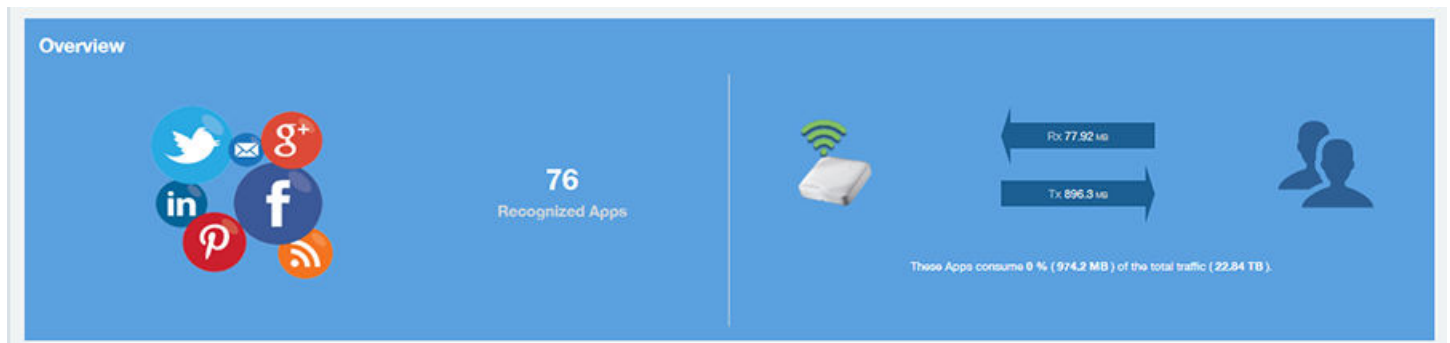 Overview
g+
in
f
76
Recognized Apps
Rx 77.92 MB
Tx 896.3 MB
These Apps consume 0 % ( 974.2 MB ) of the total traffic ( 22.84 TB ).